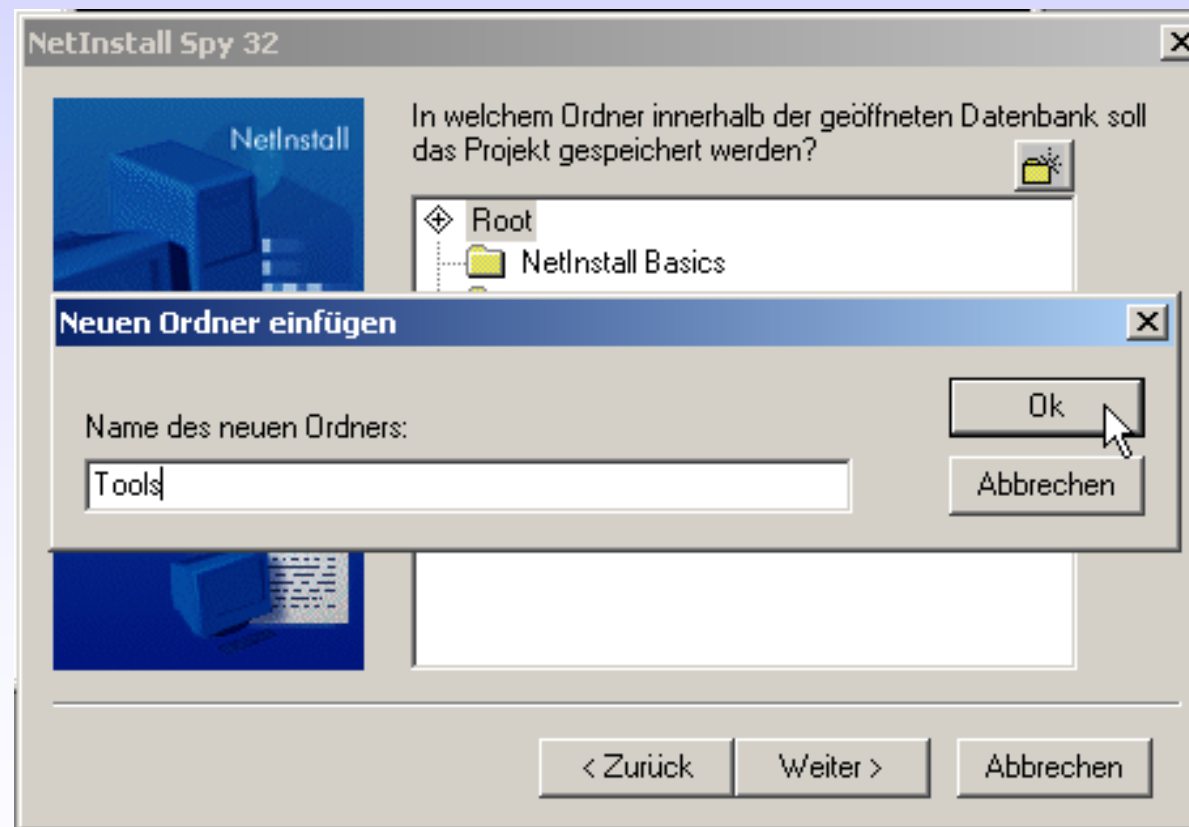 NetInstall Spy 32
NetInstall
In welchem Ordner innerhalb der geöffneten Datenbank soll
das Projekt gespeichert werden?
Root
NetInstall Basics
Neuen Ordner einfügen
Name des neuen Ordners:
Tools
Ok
Abbrechen
< Zurück
Weiter >
Abbrechen